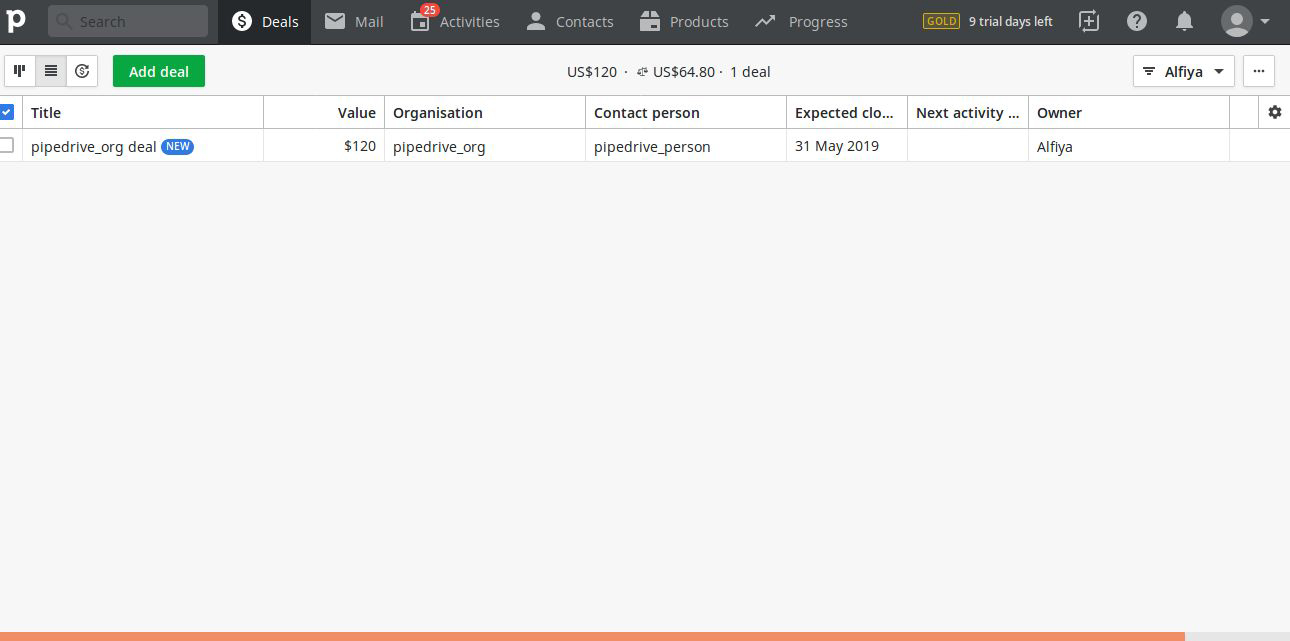 p Search Deals Mail 25 Activities Contacts Products Progress GOLD 9 trial days left
Add deal US$120 · US$64.80 · 1 deal Alfiya ...
Title Value Organisation Contact person Expected clo... Next activity ... Owner
pipedrive_org deal NEW $120 pipedrive_org pipedrive_person 31 May 2019 Alfiya